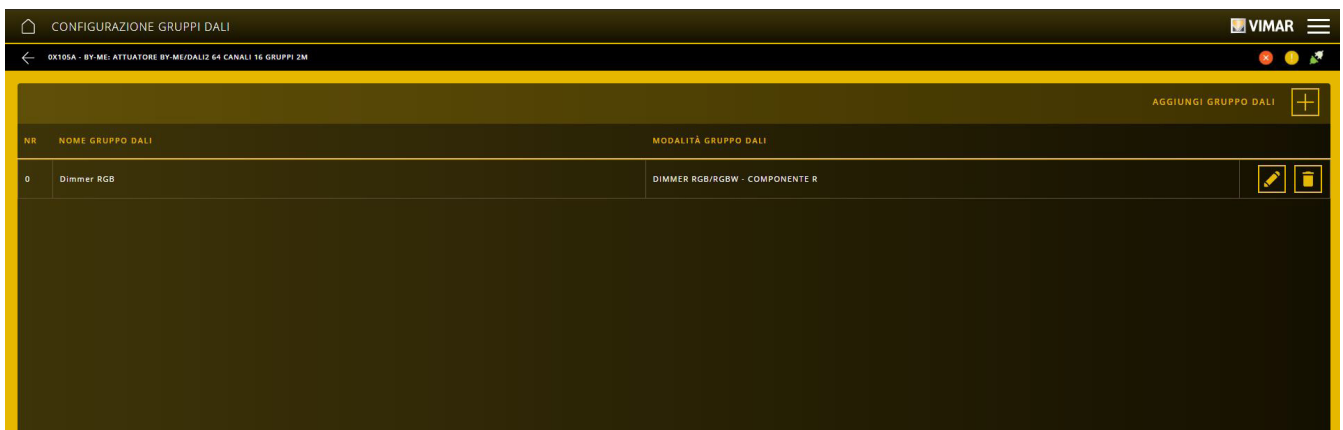 CONFIGURAZIONE GRUPPI DALI
VIMAR
0X105A - BY-ME: ATTUATORE BY-ME/DALI2 64 CANALI 16 GRUPPI 2M
AGGIUNGI GRUPPO DALI
NR NOME GRUPPO DALI MODALITÀ GRUPPO DALI
0 Dimmer RGB DIMMER RGB/RGBW - COMPONENTE R